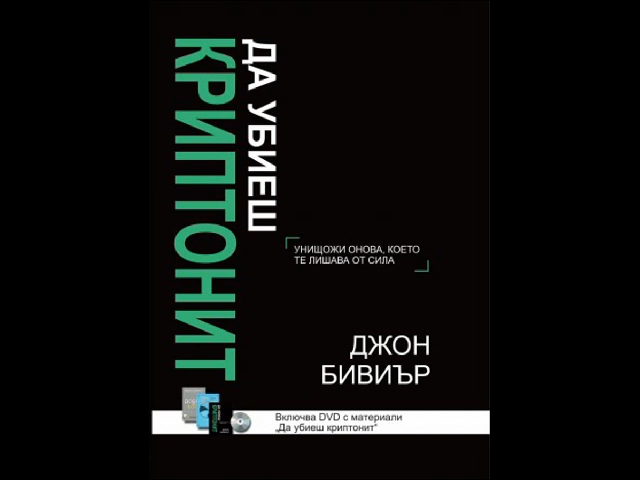 ДА УБИЕШ
КРИПТОНИТ
УНИЩОЖИ ОНОВА, КОЕТО
ТЕ ЛИШАВА ОТ СИЛА
ДЖОН
БИВИЪР
Включва DVD с материали
„Да убиеш криптонит“